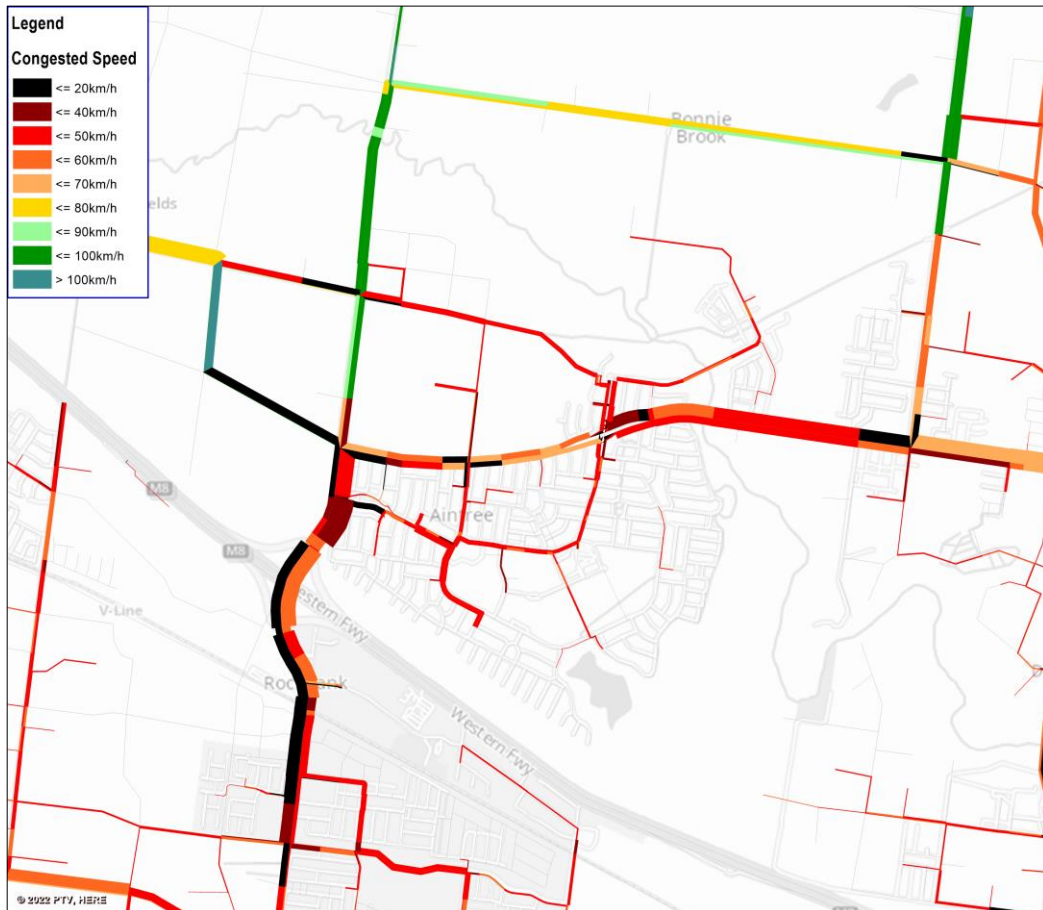 Legend
Congested Speed
<= 20km/h
<= 40km/h
<= 50km/h
<= 60km/h
<= 70km/h
<= 80km/h
<= 90km/h
<= 100km/h
> 100km/h
Bonnie
Brook
elds
M8
Aintree
M8
V-Line
Western Fwy
Western Fwy
© 2022 PTV, HERE